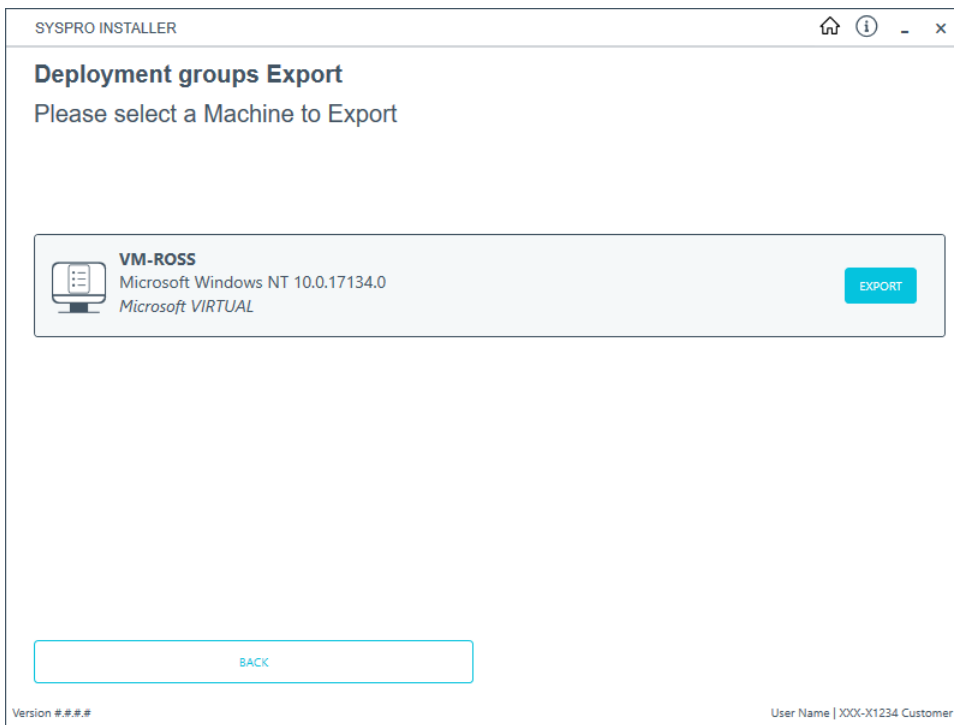 SYSPRO INSTALLER
Deployment groups Export
Please select a Machine to Export
VM-ROSS
Microsoft Windows NT 10.0.17134.0
Microsoft VIRTUAL
EXPORT
BACK
Version #.#.#.#
User Name | XXX-X1234 Customer